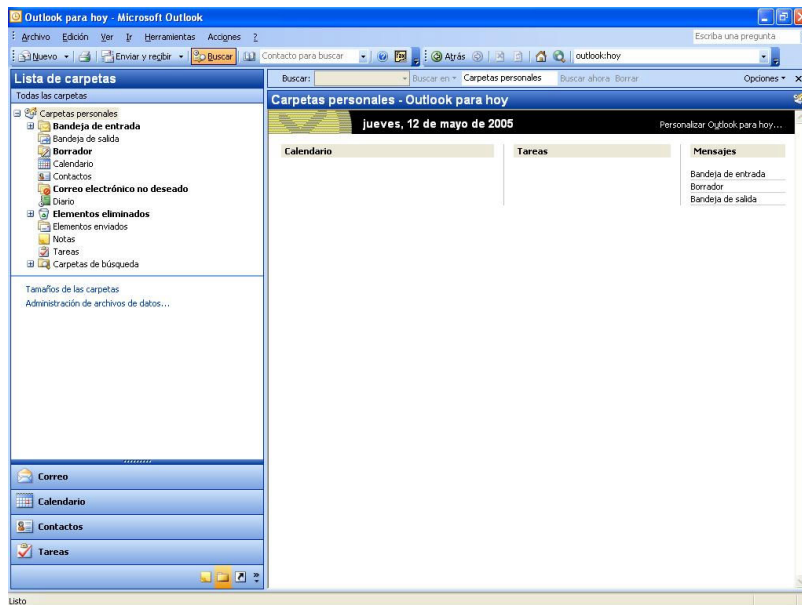 Outlook para hoy - Microsoft Outlook
Archivo Edición Ver Ir Herramientas Acciones ? Escriba una pregunta
Nuevo Enviar y recibir Buscar Contacto para buscar Atrás outlook:hoy
Lista de carpetas
Buscar: Buscar en Carpetas personales Buscar ahora Borrar Opciones
Todas las carpetas
Carpetas personales - Outlook para hoy
Carpetas personales
Bandeja de entrada
Bandeja de salida
Borrador
Calendario
Contactos
Correo electrónico no deseado
Diario
Elementos eliminados
Elementos enviados
Notas
Tareas
Carpetas de búsqueda
Tamaños de las carpetas
Administración de archivos de datos...
jueves, 12 de mayo de 2005 Personalizar Outlook para hoy...
Calendario Tareas Mensajes
Bandeja de entrada
Borrador
Bandeja de salida
Correo
Calendario
Contactos
Tareas
Listo